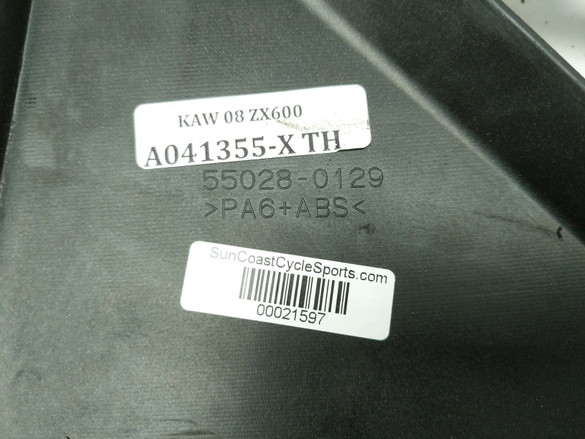 KAW 08 ZX600
A041355-X TH
55028-0129
>PA6+ABS<
SunCoastCycleSports.com
00021597